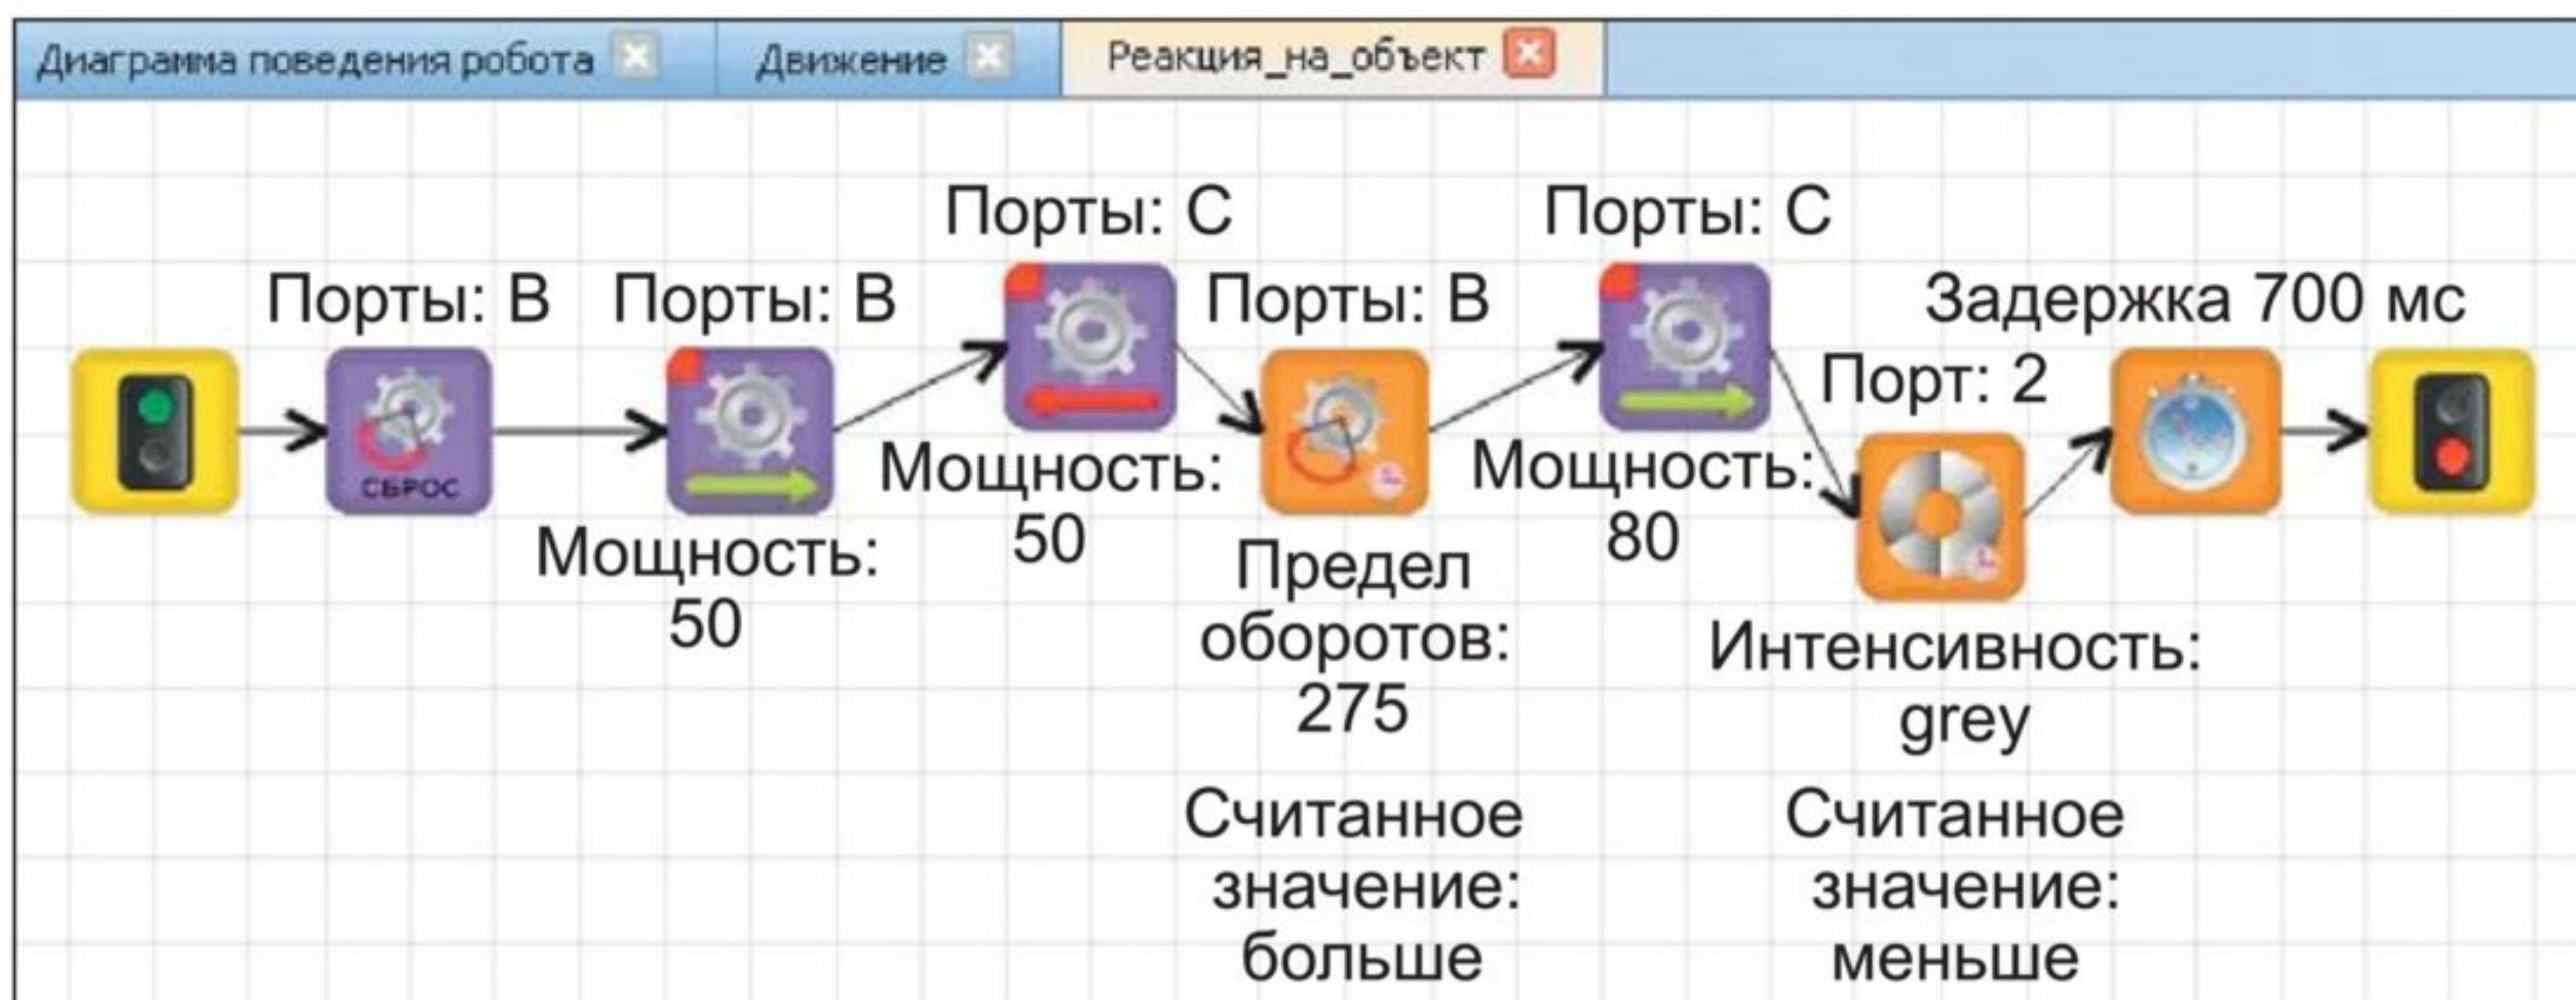 Диаграмма поведения робота
Движение
Реакция_на_объект
Порты: В
СБРОС
Порты: В
Мощность:
50
Порты: С
Мощность:
50
Порты: В
Предел
оборотов:
275
Считанное
значение:
больше
Порты: С
Мощность:
80
Порт: 2
Интенсивность:
grey
Считанное
значение:
меньше
Задержка 700 мс